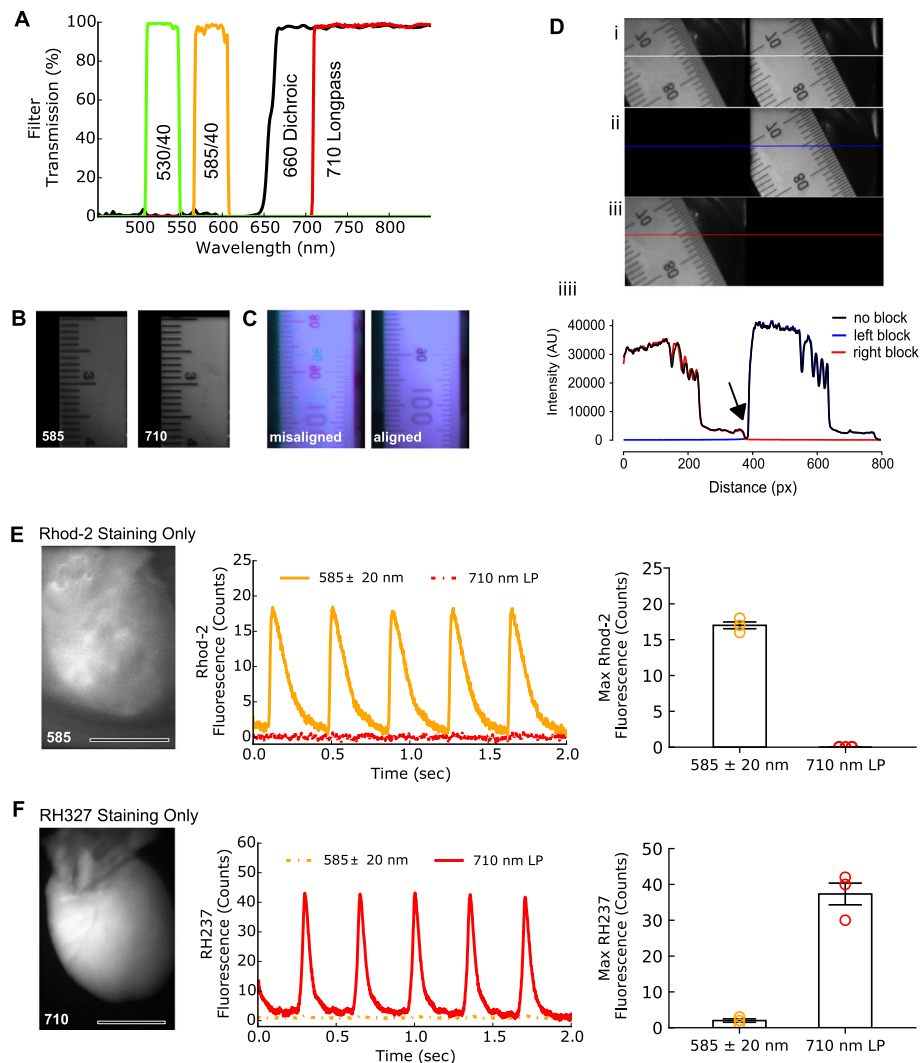 A
Filter
Transmission (%)
100
80
60
40
20
0
530/40
585/40
660 Dichroic
710 Longpass
500 550 600 650 700 750 800
Wavelength (nm)
B
585
710
C
misaligned
aligned
D
i
ii
iii
iiii
no block
left block
right block
Intensity (AU)
40000
30000
20000
10000
0
0 200 400 600 800
Distance (px)
E
Rhod-2 Staining Only
585
Rhod-2
Fluorescence (Counts)
25
20
15
10
5
0
585± 20 nm
710 nm LP
0.0 0.5 1.0 1.5 2.0
Time (sec)
Max Rhod-2
Fluorescence (Counts)
25
20
15
10
5
0
585 ± 20 nm
710 nm LP
F
RH327 Staining Only
710
RH237
Fluorescence (Counts)
60
50
40
30
20
10
0
585± 20 nm
710 nm LP
0.0 0.5 1.0 1.5 2.0
Time (sec)
Max RH237
Fluorescence (Counts)
50
40
30
20
10
0
585 ± 20 nm
710 nm LP